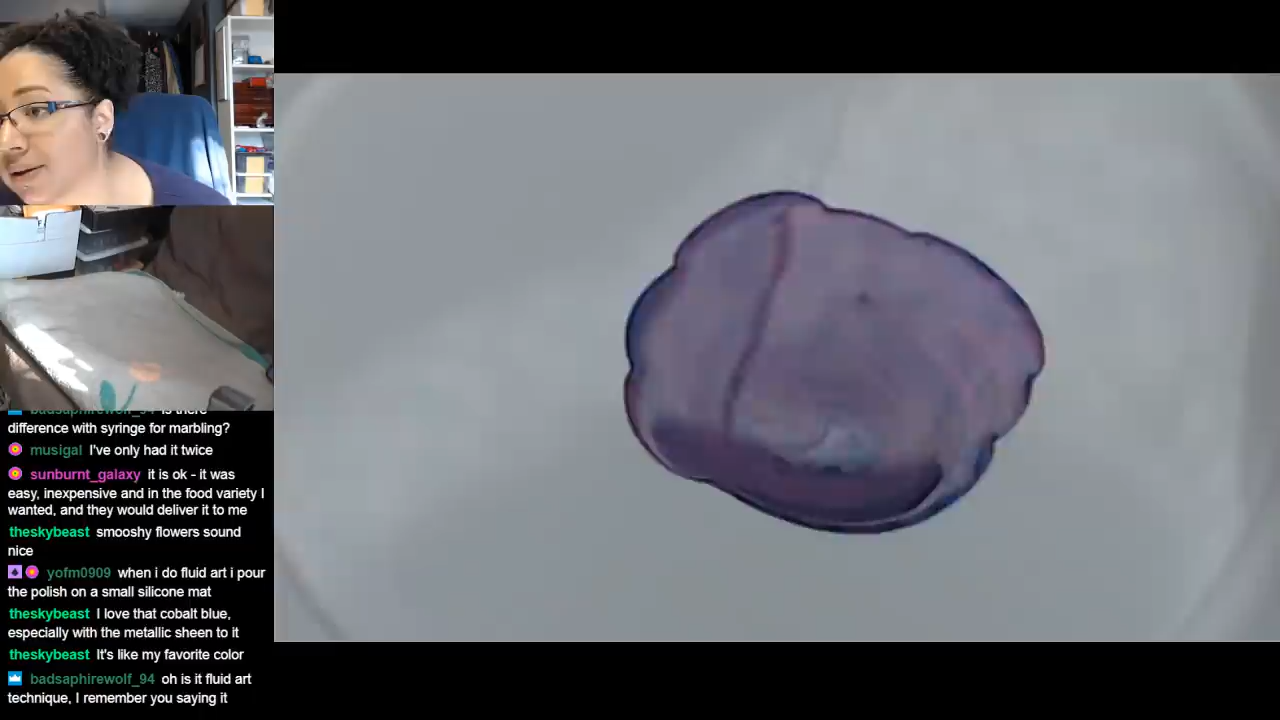 badsaphirewolf_94 is there
difference with syringe for marbling?
musigal I've only had it twice
sunburnt_galaxy it is ok - it was
easy, inexpensive and in the food variety I
wanted, and they would deliver it to me
theskybeast smooshy flowers sound
nice
yofm0909 when i do fluid art i pour
the polish on a small silicone mat
theskybeast I love that cobalt blue,
especially with the metallic sheen to it
theskybeast It's like my favorite color
badsaphirewolf_94 oh is it fluid art
technique, I remember you saying it